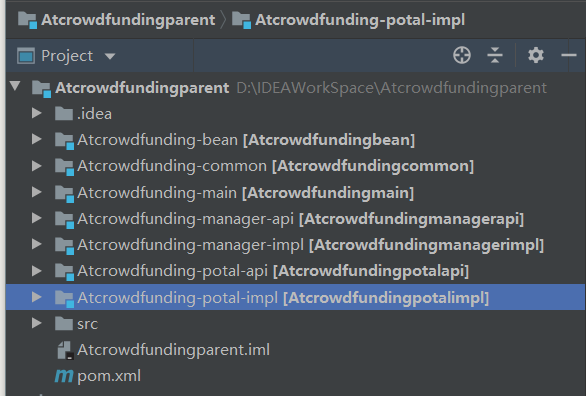 Atcrowdfundingparent Atcrowdfunding-potal-impl
Project
Atcrowdfundingparent D:\IDEAWorkSpace\Atcrowdfundingparent
.idea
Atcrowdfunding-bean [Atcrowdfundingbean]
Atcrowdfunding-common [Atcrowdfundingcommon]
Atcrowdfunding-main [Atcrowdfundingmain]
Atcrowdfunding-manager-api [Atcrowdfundingmanagerapi]
Atcrowdfunding-manager-impl [Atcrowdfundingmanagerimpl]
Atcrowdfunding-potal-api [Atcrowdfundingpotalapi]
Atcrowdfunding-potal-impl [Atcrowdfundingpotalimpl]
src
Atcrowdfundingparent.iml
m pom.xml